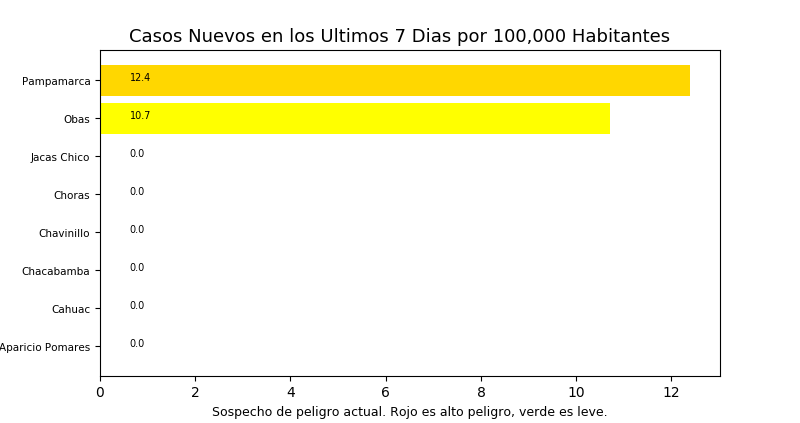 Casos Nuevos en los Ultimos 7 Dias por 100,000 Habitantes
Pampamarca 12.4
Obas 10.7
Jacas Chico 0.0
Choras 0.0
Chavinillo 0.0
Chacabamba 0.0
Cahuac 0.0
Aparicio Pomares 0.0
0 2 4 6 8 10 12
Sospecho de peligro actual. Rojo es alto peligro, verde es leve.